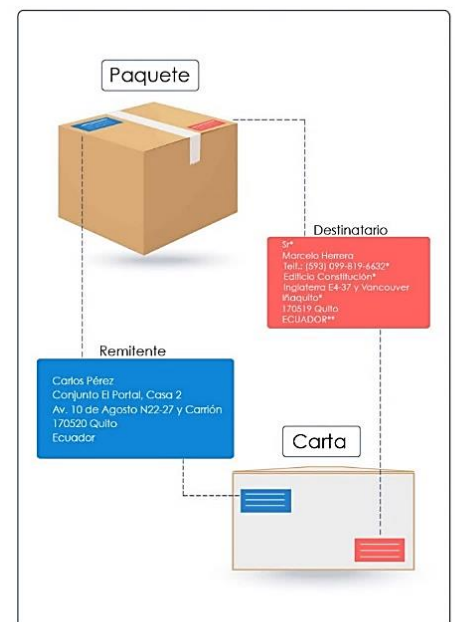 Paquete
Destinatario
Sr*
Marcelo Herrera
Telf.: (593) 099-819-6632*
Edificio Constitución*
Inglaterra E4-37 y Vancouver
Iñaquito*
170519 Quito
ECUADOR**
Remitente
Carlos Pérez
Conjunto El Portal, Casa 2
Av. 10 de Agosto N22-27 y Carrión
170520 Quito
Ecuador
Carta